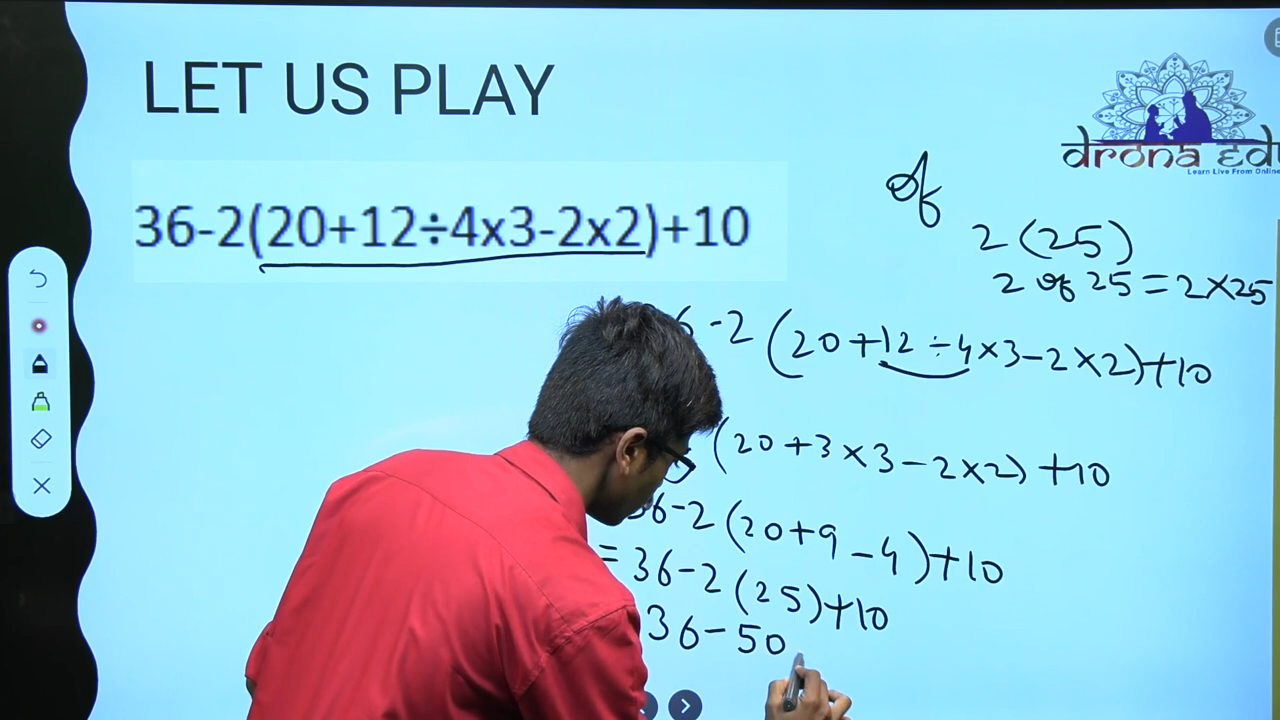 LET US PLAY
drona edu
Learn Live From Online
36-2(20+12÷4x3-2x2)+10
of
2(25)
2 of 25=2×25
6-2(20+12÷4×3-2×2)+10
(20+3×3-2×2)+10
36-2(20+9-4)+10
=36-2(25)+10
36-50